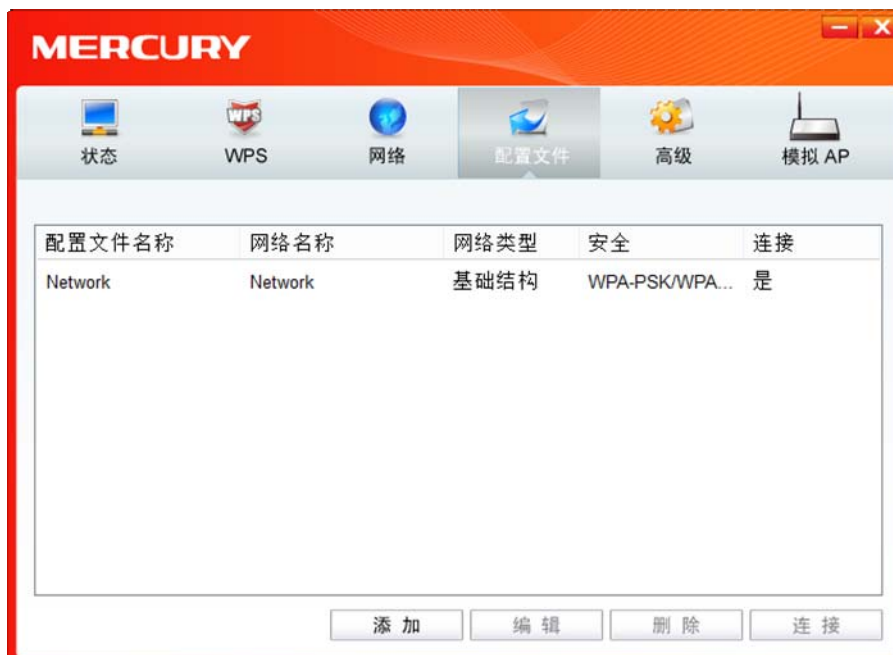 MERCURY
状态 WPS 网络 配置文件 高级 模拟 AP
配置文件名称 网络名称 网络类型 安全 连接
Network Network 基础结构 WPA-PSK/WPA... 是
添加 编辑 删除 连接